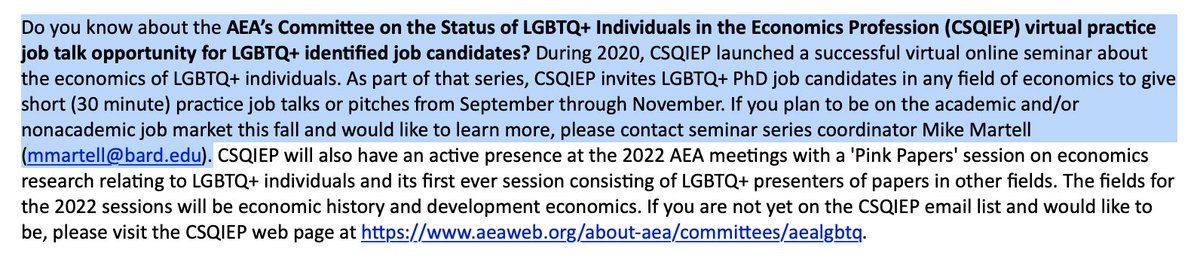 Do you know about the AEA's Committee on the Status of LGBTQ+ Individuals in the Economics Profession (CSQIEP) virtual practice
job talk opportunity for LGBTQ+ identified job candidates? During 2020, CSQIEP launched a successful virtual online seminar about
the economics of LGBTQ+ individuals. As part of that series, CSQIEP invites LGBTQ+ PhD job candidates in any field of economics to give
short (30 minute) practice job talks or pitches from September through November. If you plan to be on the academic and/or
nonacademic job market this fall and would like to learn more, please contact seminar series coordinator Mike Martell
(mmartell@bard.edu). CSQIEP will also have an active presence at the 2022 AEA meetings with a 'Pink Papers' session on economics
research relating to LGBTQ+ individuals and its first ever session consisting of LGBTQ+ presenters of papers in other fields. The fields for
the 2022 sessions will be economic history and development economics. If you are not yet on the CSQIEP email list and would like to
be, please visit the CSQIEP web page at https://www.aeaweb.org/about-aea/committees/aealgbtq.